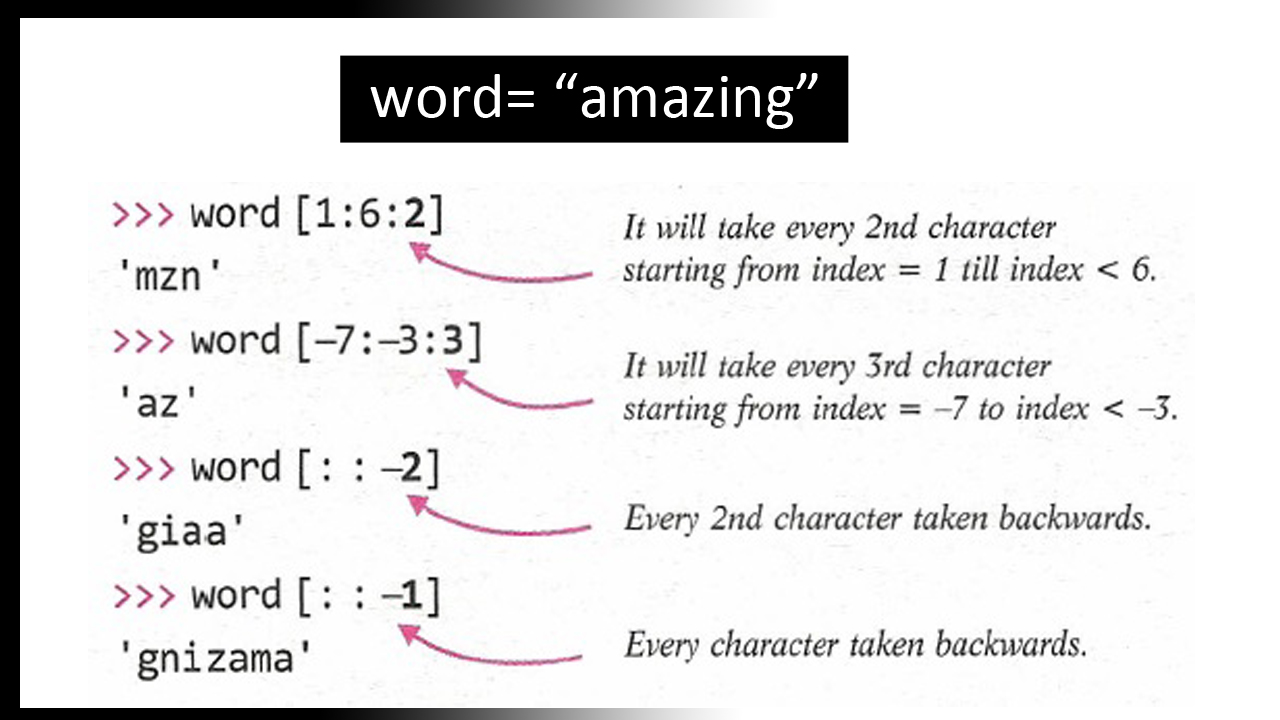 word= “amazing”
>>> word [1:6:2]
'mzn'
It will take every 2nd character
starting from index = 1 till index < 6.
>>> word [–7:–3:3]
'az'
It will take every 3rd character
starting from index = –7 to index < –3.
>>> word [: : –2]
'giaa'
Every 2nd character taken backwards.
>>> word [: : –1]
'gnizama'
Every character taken backwards.